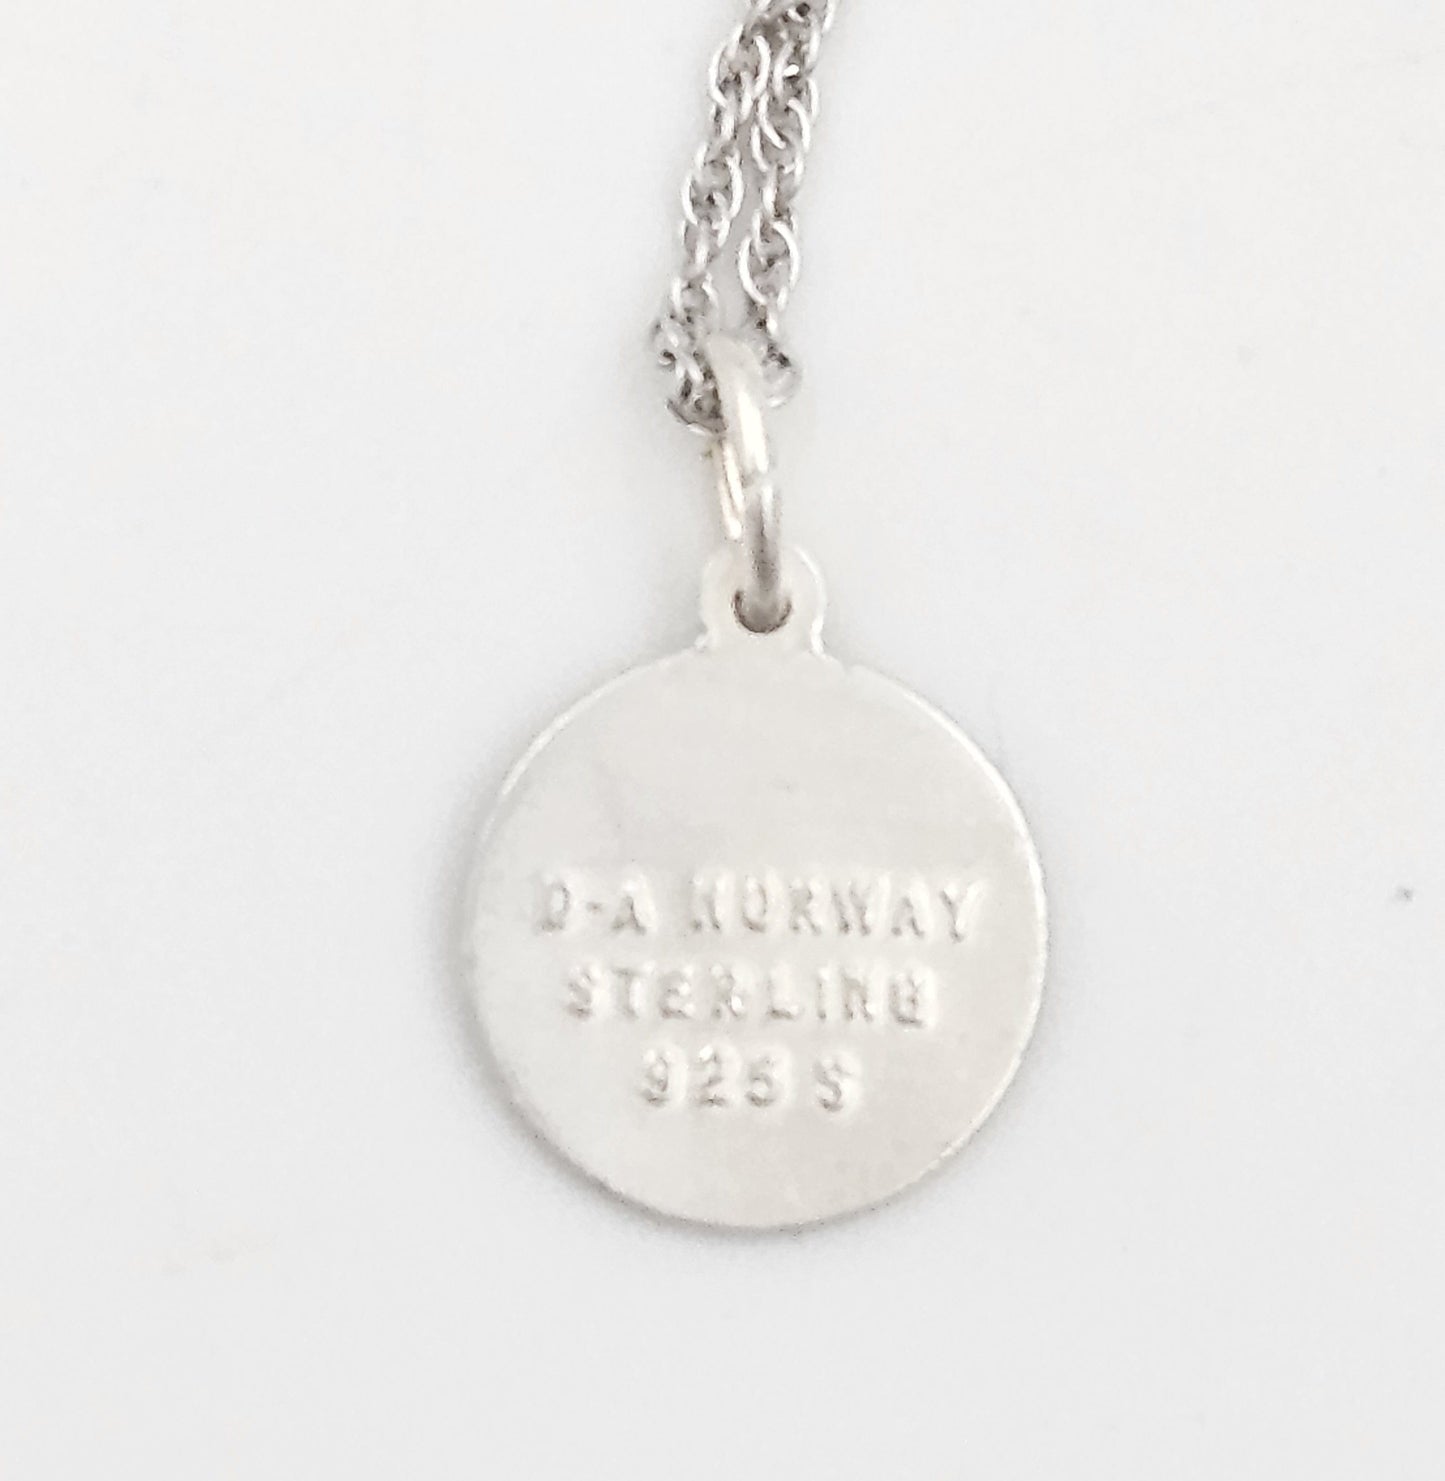 D-A NORWAY
STERLING
925 S